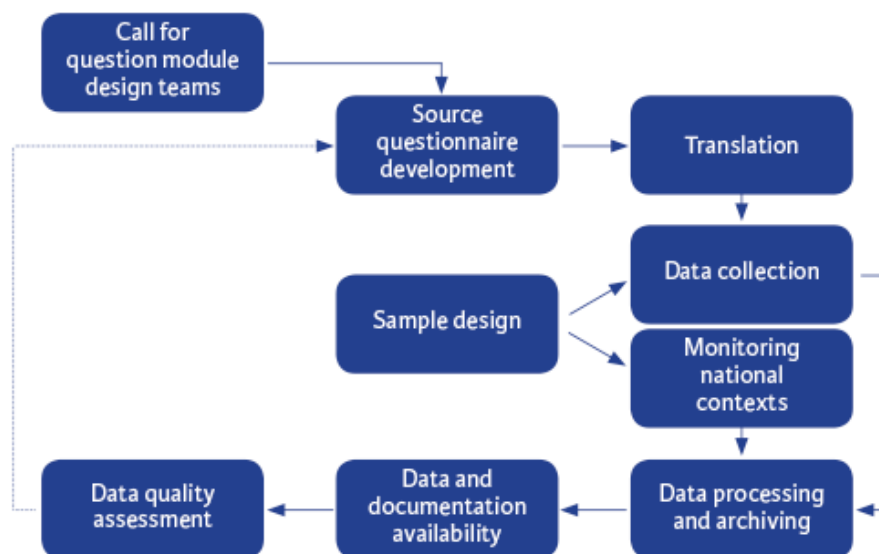 Call for
question module
design teams
Source
questionnaire
development
Translation
Data collection
Sample design
Monitoring
national
contexts
Data quality
assessment
Data and
documentation
availability
Data processing
and archiving